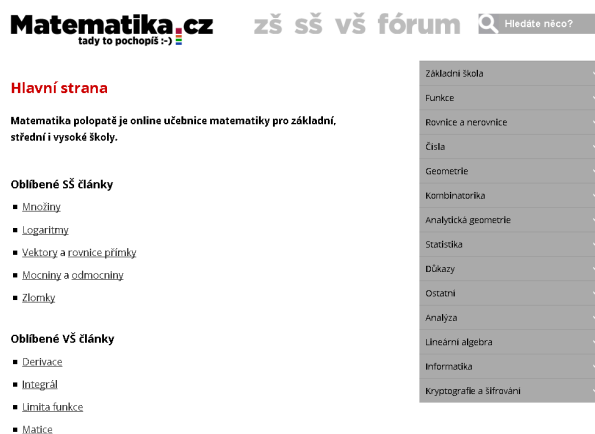 Matematika.cz
tady to pochopíš :-)
zš sš vš fórum
Hledáte něco?
Hlavní strana
Matematika polopatě je online učebnice matematiky pro základní,
střední i vysoké školy.
Oblíbené SŠ články
Množiny
Logaritmy
Vektory a rovnice přímky
Mocniny a odmocniny
Zlomky
Oblíbené VŠ články
Derivace
Integrál
Limita funkce
Matice
Základní škola
Funkce
Rovnice a nerovnice
Čísla
Geometrie
Kombinatorika
Analytická geometrie
Statistika
Důkazy
Ostatní
Analýza
Lineární algebra
Informatika
Kryptografie a šifrování